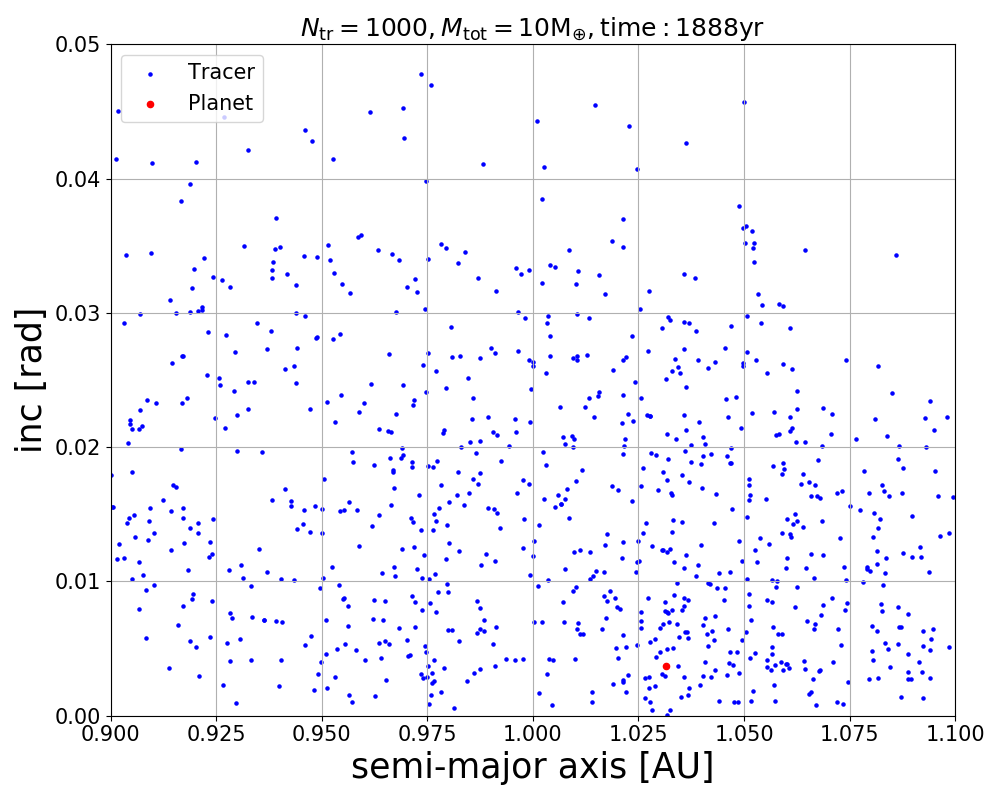 N_tr = 1000, M_tot = 10M_⊕, time : 1888yr
Tracer
Planet
inc [rad]
0.05
0.04
0.03
0.02
0.01
0.00
0.900 0.925 0.950 0.975 1.000 1.025 1.050 1.075 1.100
semi-major axis [AU]